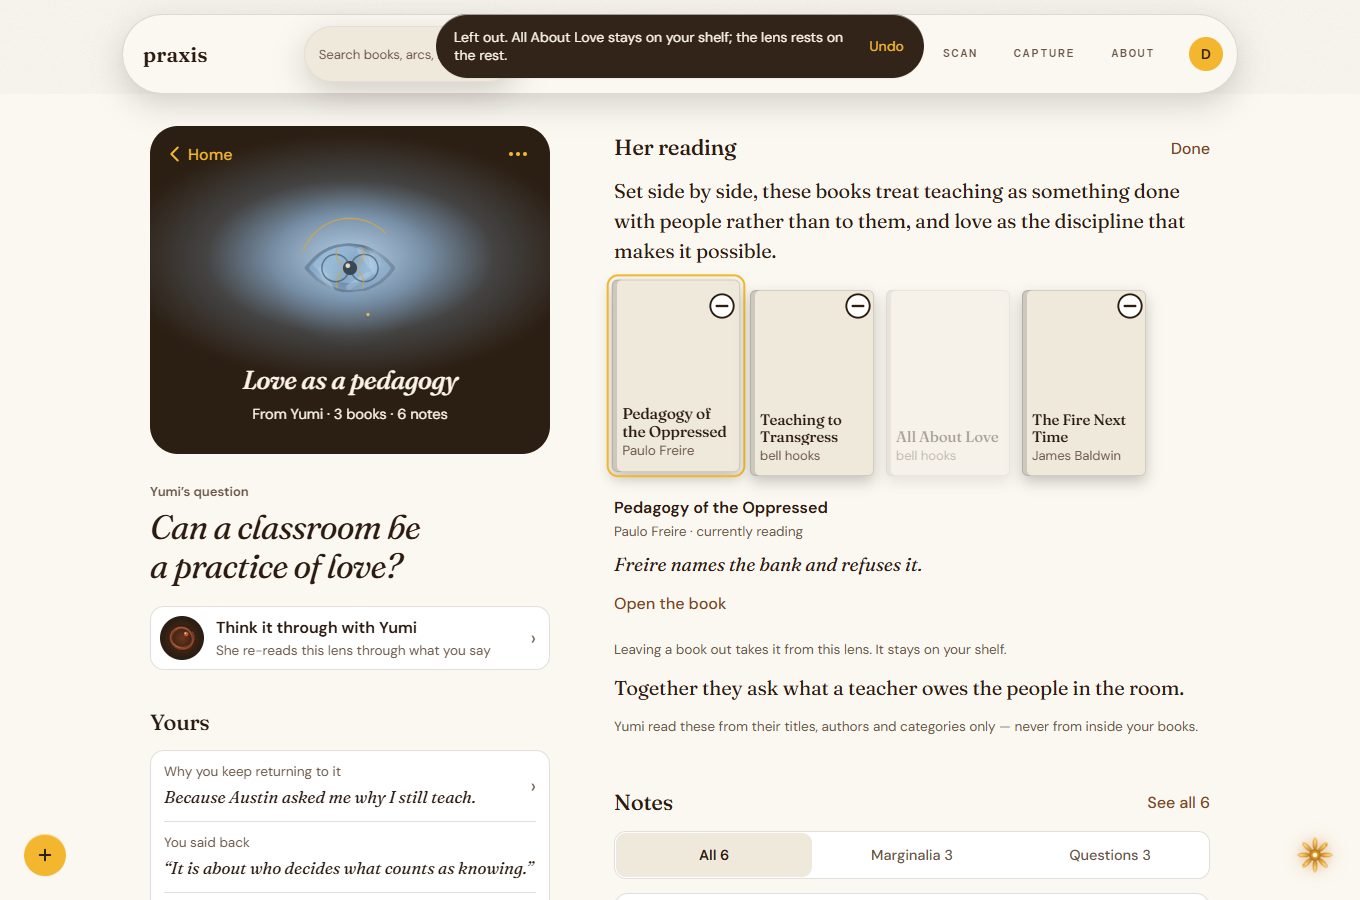 praxis
Search books, arcs,
Left out. All About Love stays on your shelf; the lens rests on
the rest.
Undo
SCAN
CAPTURE
ABOUT
D
Home
Love as a pedagogy
From Yumi · 3 books · 6 notes
Yumi’s question
Can a classroom be
a practice of love?
Think it through with Yumi
She re-reads this lens through what you say
Yours
Why you keep returning to it
Because Austin asked me why I still teach.
You said back
“It is about who decides what counts as knowing.”
Her reading
Done
Set side by side, these books treat teaching as something done
with people rather than to them, and love as the discipline that
makes it possible.
Pedagogy of
the Oppressed
Paulo Freire
Teaching to
Transgress
bell hooks
All About Love
bell hooks
The Fire Next
Time
James Baldwin
Pedagogy of the Oppressed
Paulo Freire · currently reading
Freire names the bank and refuses it.
Open the book
Leaving a book out takes it from this lens. It stays on your shelf.
Together they ask what a teacher owes the people in the room.
Yumi read these from their titles, authors and categories only — never from inside your books.
Notes
See all 6
All 6
Marginalia 3
Questions 3